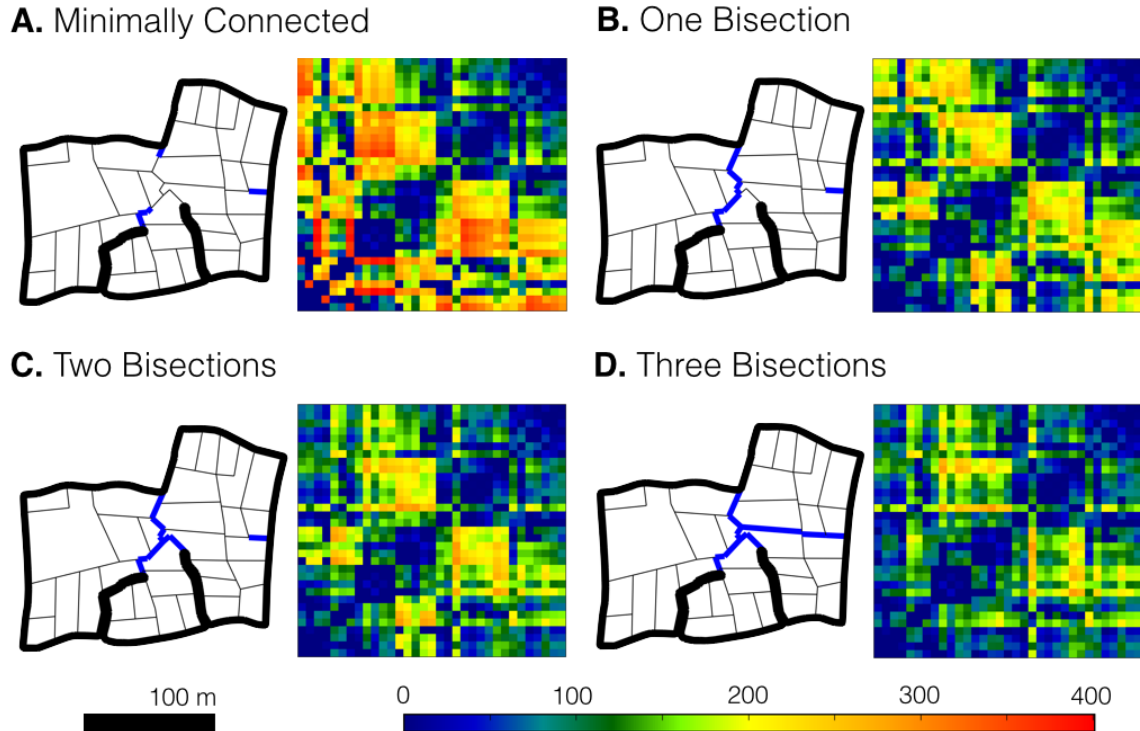 A. Minimally Connected
B. One Bisection
C. Two Bisections
D. Three Bisections
100 m
0 100 200 300 400